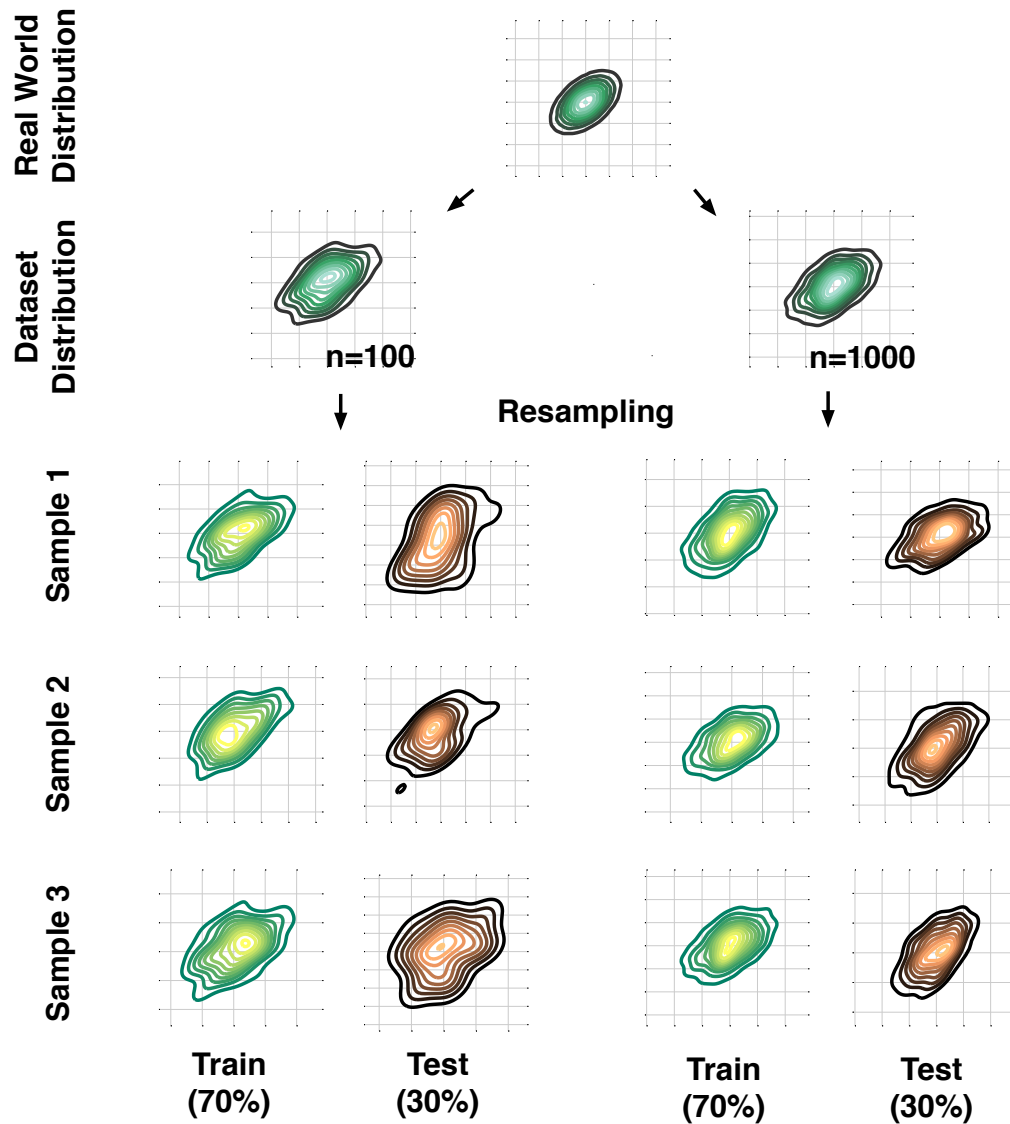 Real World
Distribution
Dataset
Distribution
n=100
n=1000
Resampling
Sample 1
Sample 2
Sample 3
Train
(70%)
Test
(30%)
Train
(70%)
Test
(30%)